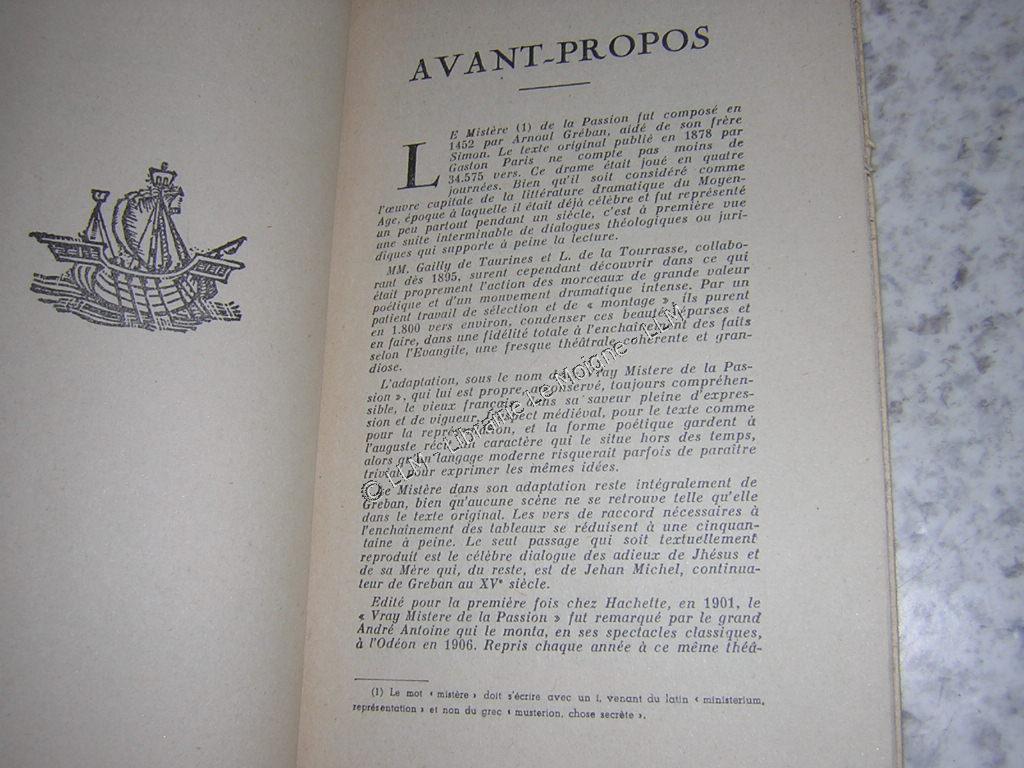 AVANT-PROPOS
LE Mistère (1) de la Passion fut composé en
1452 par Arnoul Gréban, aidé de son frère
Simon. Le texte original publié en 1878 par
Gaston Paris ne compte pas moins de
34.575 vers. Ce drame était joué en quatre
journées. Bien qu'il soit considéré comme
l'œuvre capitale de la littérature dramatique du Moyen-
Age, époque à laquelle il était déjà célèbre et fut représenté
un peu partout pendant un siècle, c'est à première vue
une suite interminable de dialogues théologiques ou juri-
diques qui supporte à peine la lecture.
MM. Gailly de Taurines et L. de la Tourrasse, collabo-
rant dès 1895, surent cependant découvrir dans ce qui
était proprement l'action des morceaux de grande valeur
poétique et d'un mouvement dramatique intense. Par un
patient travail de sélection et de « montage », ils purent
en 1.800 vers environ, condenser ces beautés éparses et
en faire, dans une fidélité totale à l'enchaînement des faits
selon l'Evangile, une fresque théâtrale cohérente et gran-
diose.
L'adaptation, sous le nom de « Vray Mistere de la Pas-
sion », qui lui est propre, a conservé, toujours compréhen-
sible, le vieux français dans sa saveur pleine d'expres-
sion et de vigueur. L'aspect médiéval, pour le texte comme
pour la représentation, et la forme poétique gardent à
l'auguste récit un caractère qui le situe hors des temps,
alors qu'un langage moderne risquerait parfois de paraître
trivial pour exprimer les mêmes idées.
Le Mistère dans son adaptation reste intégralement de
Greban, bien qu'aucune scène ne se retrouve telle qu'elle
dans le texte original. Les vers de raccord nécessaires à
l'enchaînement des tableaux se réduisent à une cinquan-
taine à peine. Le seul passage qui soit textuellement
reproduit est le célèbre dialogue des adieux de Jhésus et
de sa Mère qui, du reste, est de Jehan Michel, continua-
teur de Greban au XVe siècle.
Edité pour la première fois chez Hachette, en 1901, le
« Vray Mistere de la Passion » fut remarqué par le grand
André Antoine qui le monta, en ses spectacles classiques,
à l'Odéon en 1906. Repris chaque année à ce même théâ-
(1) Le mot « mistère » doit s'écrire avec un i, venant du latin « ministerium,
représentation » et non du grec « musterion, chose secrète ».
© LLM - Librairie Le Moigne - LLM